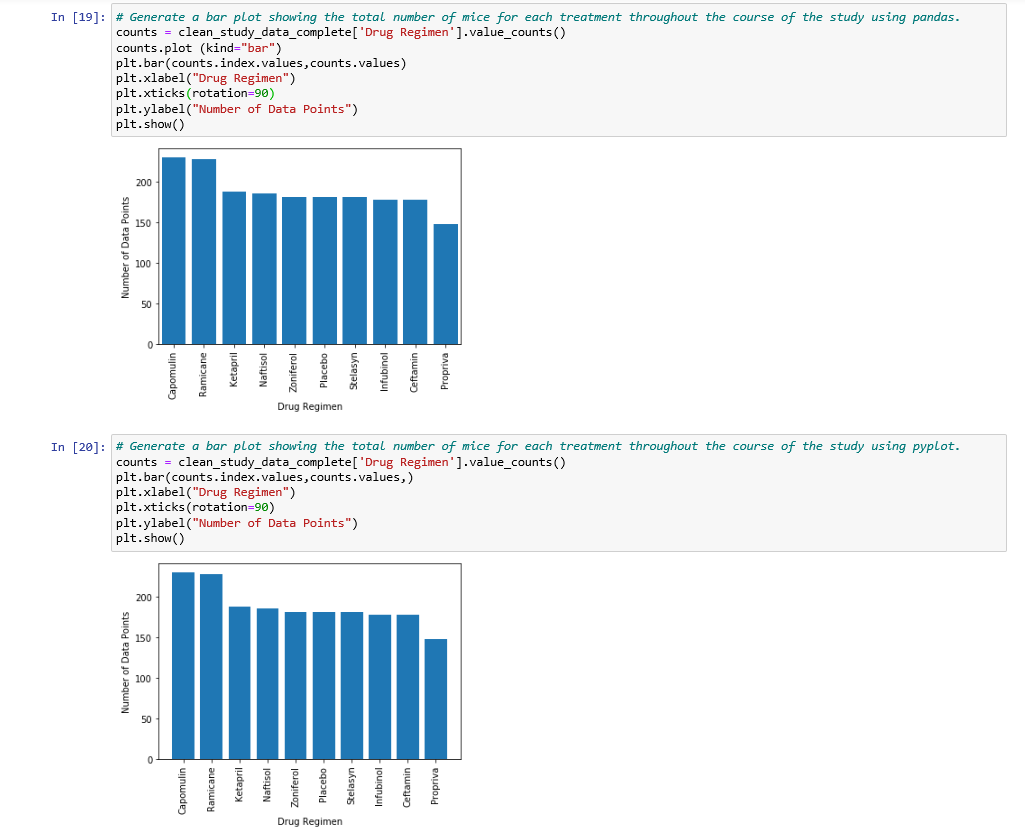 In [19]: # Generate a bar plot showing the total number of mice for each treatment throughout the course of the study using pandas.
counts = clean_study_data_complete['Drug Regimen'].value_counts()
counts.plot (kind="bar")
plt.bar(counts.index.values,counts.values)
plt.xlabel("Drug Regimen")
plt.xticks(rotation=90)
plt.ylabel("Number of Data Points")
plt.show()
Number of Data Points
200
150
100
50
0
Capomulin
Ramicane
Ketapril
Naftisol
Zoniferol
Placebo
Stelasyn
Infubinol
Ceftamin
Propriva
Drug Regimen
In [20]: # Generate a bar plot showing the total number of mice for each treatment throughout the course of the study using pyplot.
counts = clean_study_data_complete['Drug Regimen'].value_counts()
plt.bar(counts.index.values,counts.values,)
plt.xlabel("Drug Regimen")
plt.xticks(rotation=90)
plt.ylabel("Number of Data Points")
plt.show()
Number of Data Points
200
150
100
50
0
Capomulin
Ramicane
Ketapril
Naftisol
Zoniferol
Placebo
Stelasyn
Infubinol
Ceftamin
Propriva
Drug Regimen